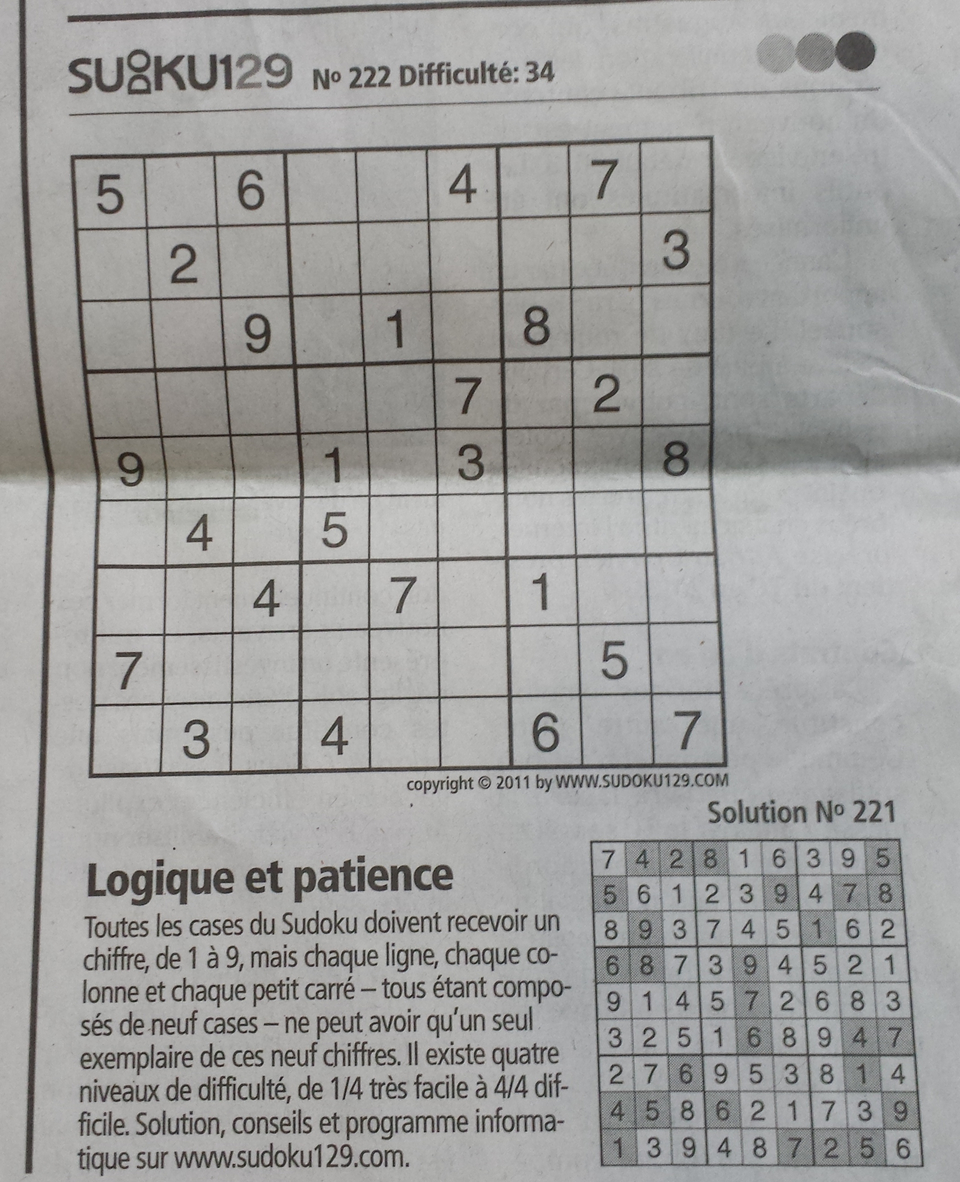 SUDOKU129 Nº 222 Difficulté: 34
5 6 4 7
2 3
9 1 8
7 2
9 1 3 8
4 5
4 7 1
7 5
3 4 6 7
copyright © 2011 by WWW.SUDOKU129.COM
Solution Nº 221
7 4 2 8 1 6 3 9 5
5 6 1 2 3 9 4 7 8
8 9 3 7 4 5 1 6 2
6 8 7 3 9 4 5 2 1
9 1 4 5 7 2 6 8 3
3 2 5 1 6 8 9 4 7
2 7 6 9 5 3 8 1 4
4 5 8 6 2 1 7 3 9
1 3 9 4 8 7 2 5 6
Logique et patience
Toutes les cases du Sudoku doivent recevoir un
chiffre, de 1 à 9, mais chaque ligne, chaque co-
lonne et chaque petit carré – tous étant compo-
sés de neuf cases – ne peut avoir qu'un seul
exemplaire de ces neuf chiffres. Il existe quatre
niveaux de difficulté, de 1/4 très facile à 4/4 dif-
ficile. Solution, conseils et programme informa-
tique sur www.sudoku129.com.